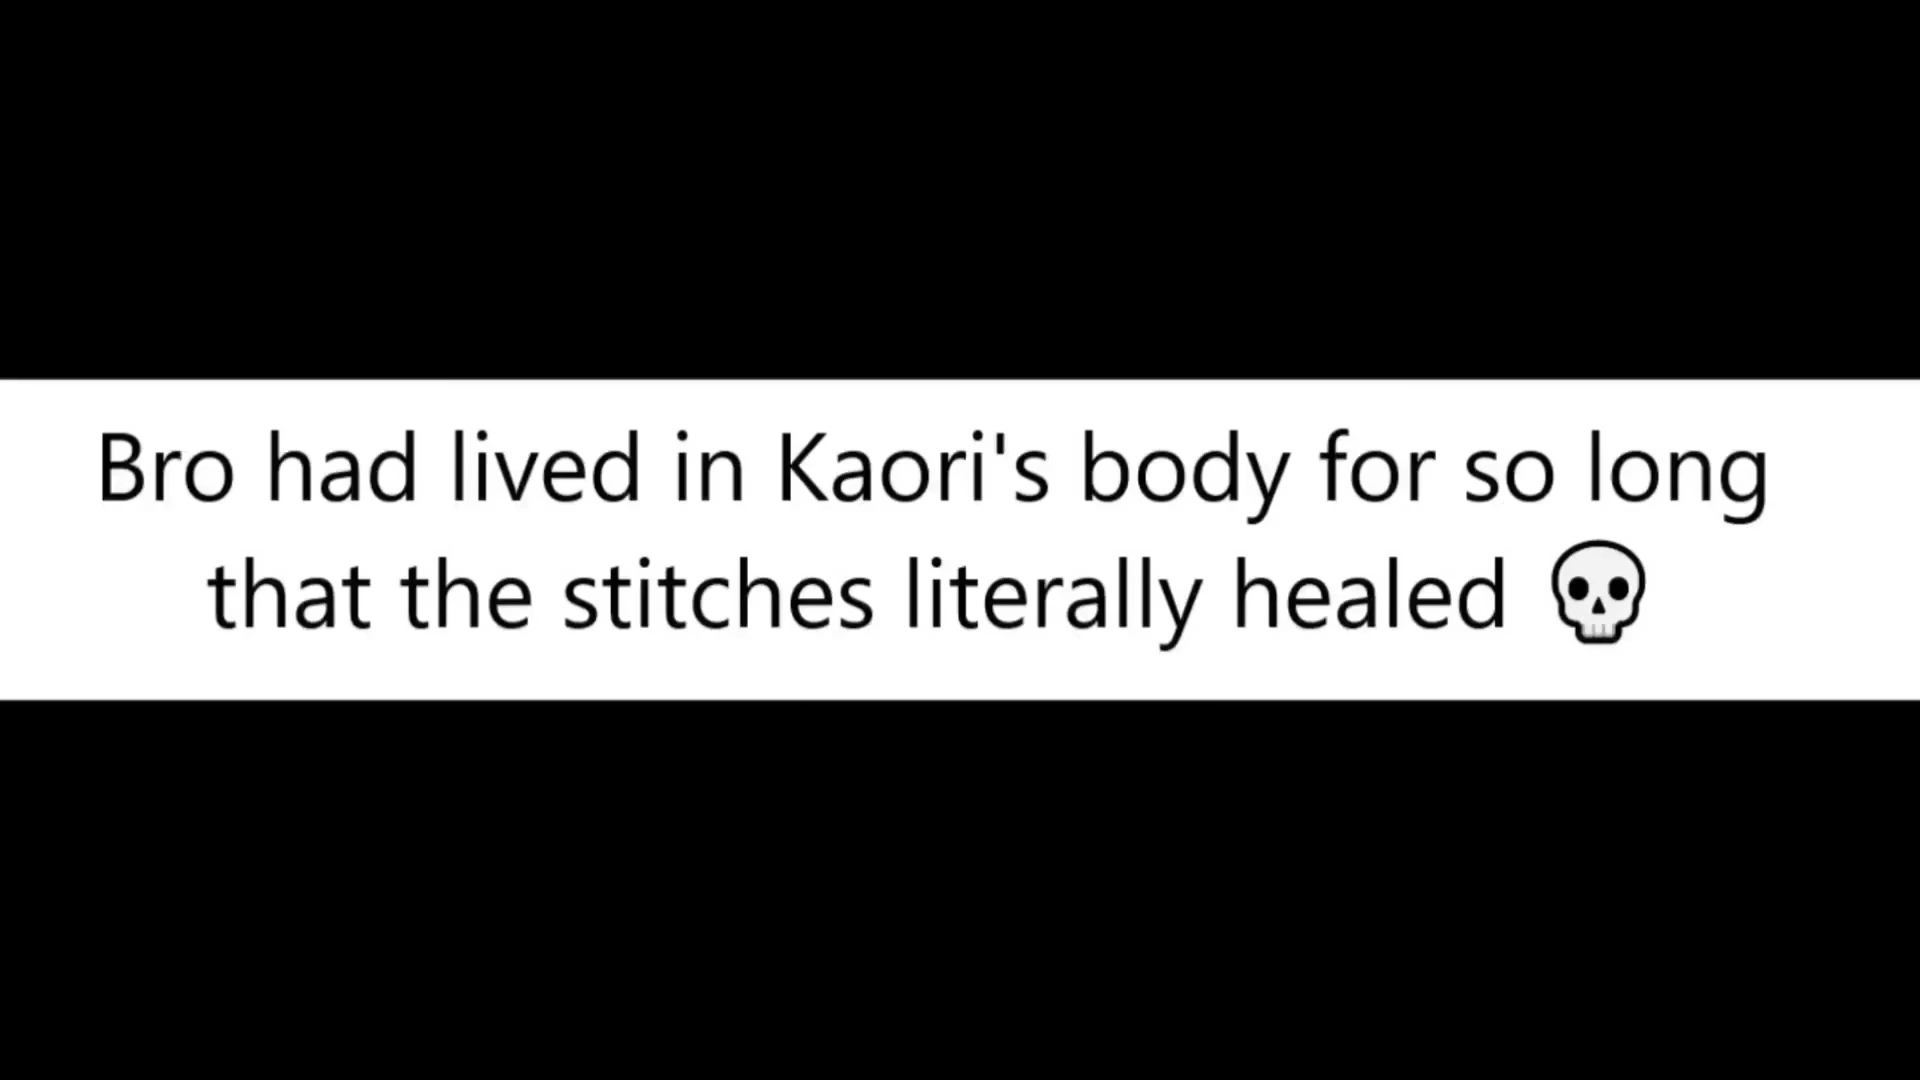 Bro had lived in Kaori's body for so long
that the stitches literally healed 💀